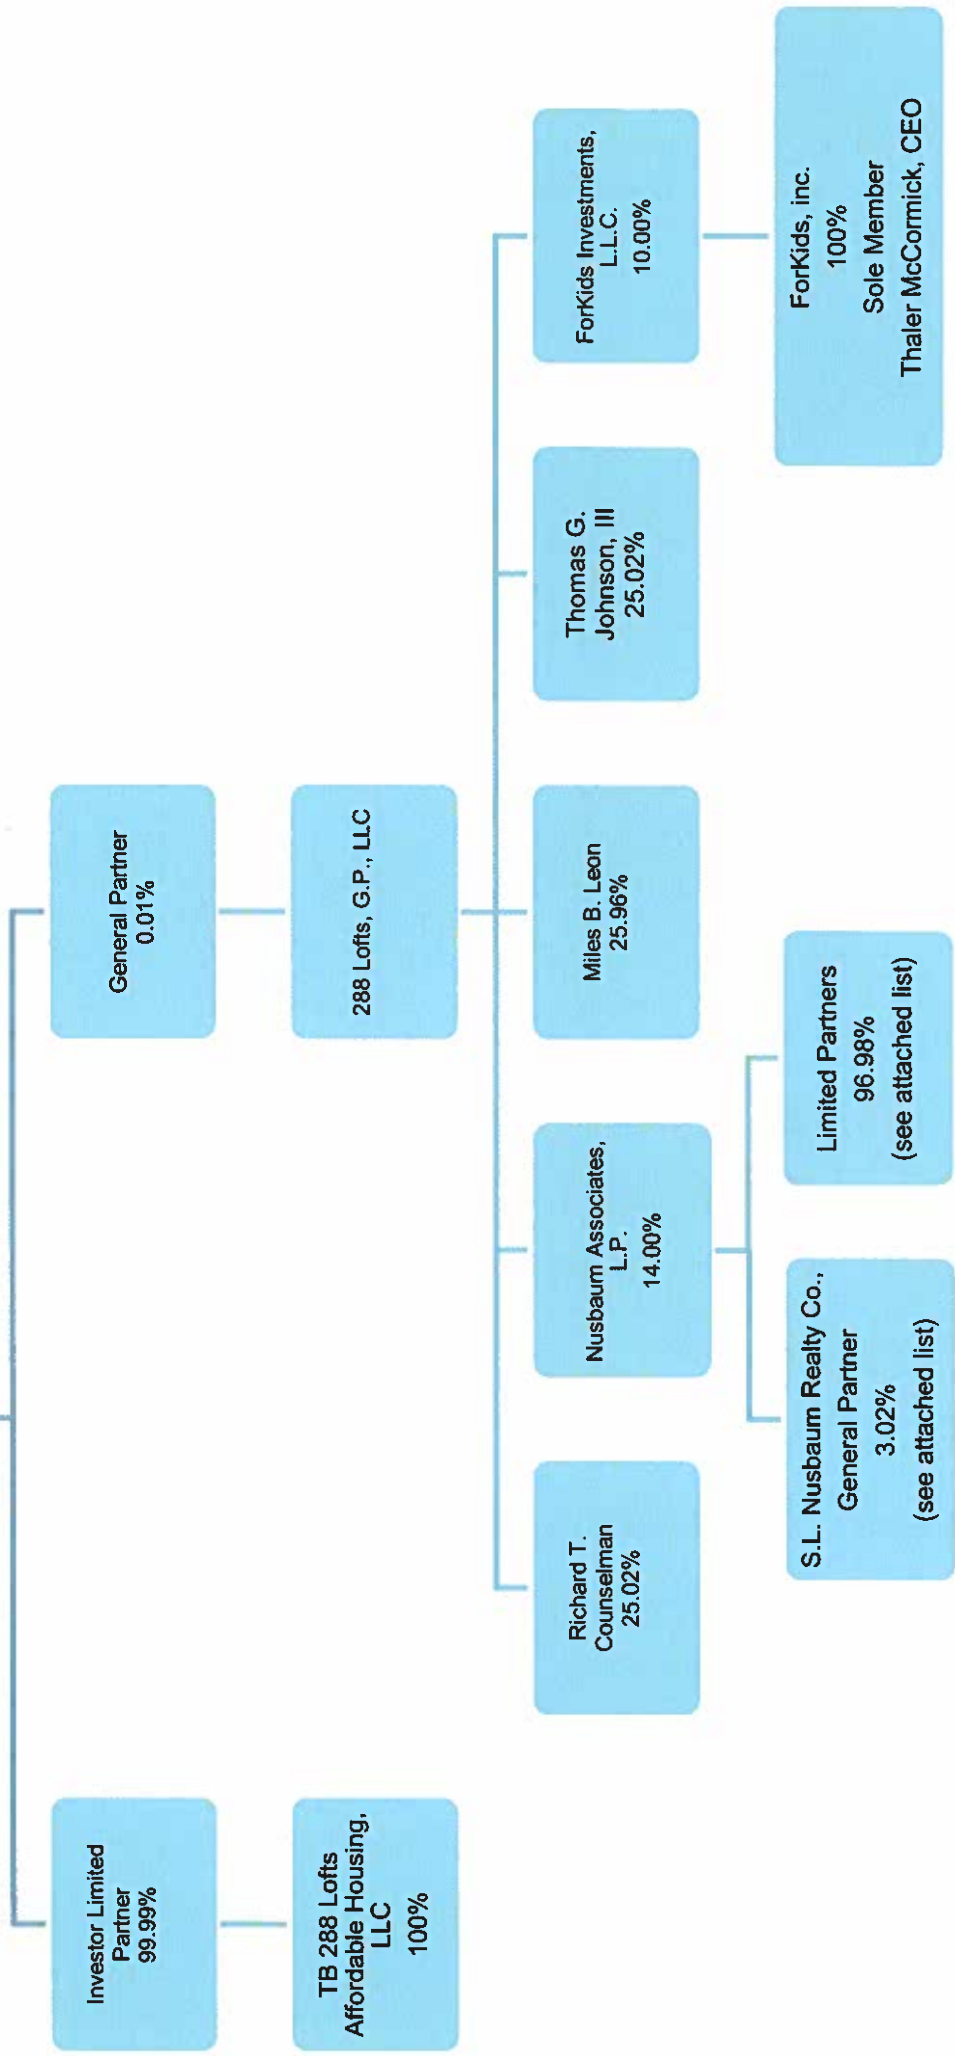 Investor Limited
Partner
99.99%
General Partner
0.01%
TB 288 Lofts
Affordable Housing,
LLC
100%
288 Lofts, G.P., LLC
Richard T.
Counselman
25.02%
Nusbaum Associates,
L.P.
14.00%
Miles B. Leon
25.96%
Thomas G.
Johnson, III
25.02%
ForKids Investments,
L.L.C.
10.00%
S.L. Nusbaum Realty Co.,
General Partner
3.02%
(see attached list)
Limited Partners
96.98%
(see attached list)
ForKids, inc.
100%
Sole Member
Thaler McCormick, CEO